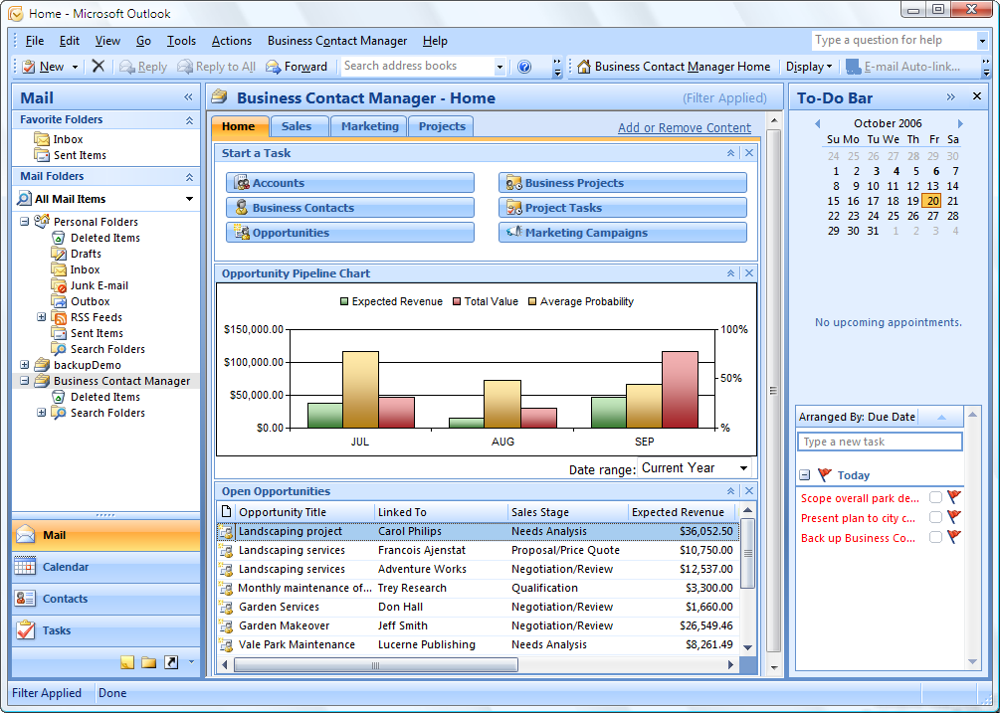 Home - Microsoft Outlook
File Edit View Go Tools Actions Business Contact Manager Help
Type a question for help
New Reply Reply to All Forward Search address books Business Contact Manager Home Display E-mail Auto-link...
Mail
Favorite Folders
Inbox
Sent Items
Mail Folders
All Mail Items
Personal Folders
Deleted Items
Drafts
Inbox
Junk E-mail
Outbox
RSS Feeds
Sent Items
Search Folders
backupDemo
Business Contact Manager
Deleted Items
Search Folders
Mail
Calendar
Contacts
Tasks
Business Contact Manager - Home (Filter Applied)
Home Sales Marketing Projects Add or Remove Content
Start a Task
Accounts Business Projects
Business Contacts Project Tasks
Opportunities Marketing Campaigns
Opportunity Pipeline Chart
Expected Revenue Total Value Average Probability
$150,000.00 100%
$100,000.00
50%
$50,000.00
$0.00 %
JUL AUG SEP
Date range: Current Year
Open Opportunities
Opportunity Title Linked To Sales Stage Expected Revenue
Landscaping project Carol Philips Needs Analysis $36,052.50
Landscaping services Francois Ajenstat Proposal/Price Quote $10,750.00
Landscaping services Adventure Works Negotiation/Review $12,537.00
Monthly maintenance of... Trey Research Qualification $3,300.00
Garden Services Don Hall Negotiation/Review $1,660.00
Garden Makeover Jeff Smith Negotiation/Review $26,549.46
Vale Park Maintenance Lucerne Publishing Needs Analysis $8,261.49
To-Do Bar
October 2006
Su Mo Tu We Th Fr Sa
24 25 26 27 28 29 30
1 2 3 4 5 6 7
8 9 10 11 12 13 14
15 16 17 18 19 20 21
22 23 24 25 26 27 28
29 30 31 1 2 3 4
No upcoming appointments.
Arranged By: Due Date
Type a new task
Today
Scope overall park de...
Present plan to city c...
Back up Business Co...
Filter Applied Done